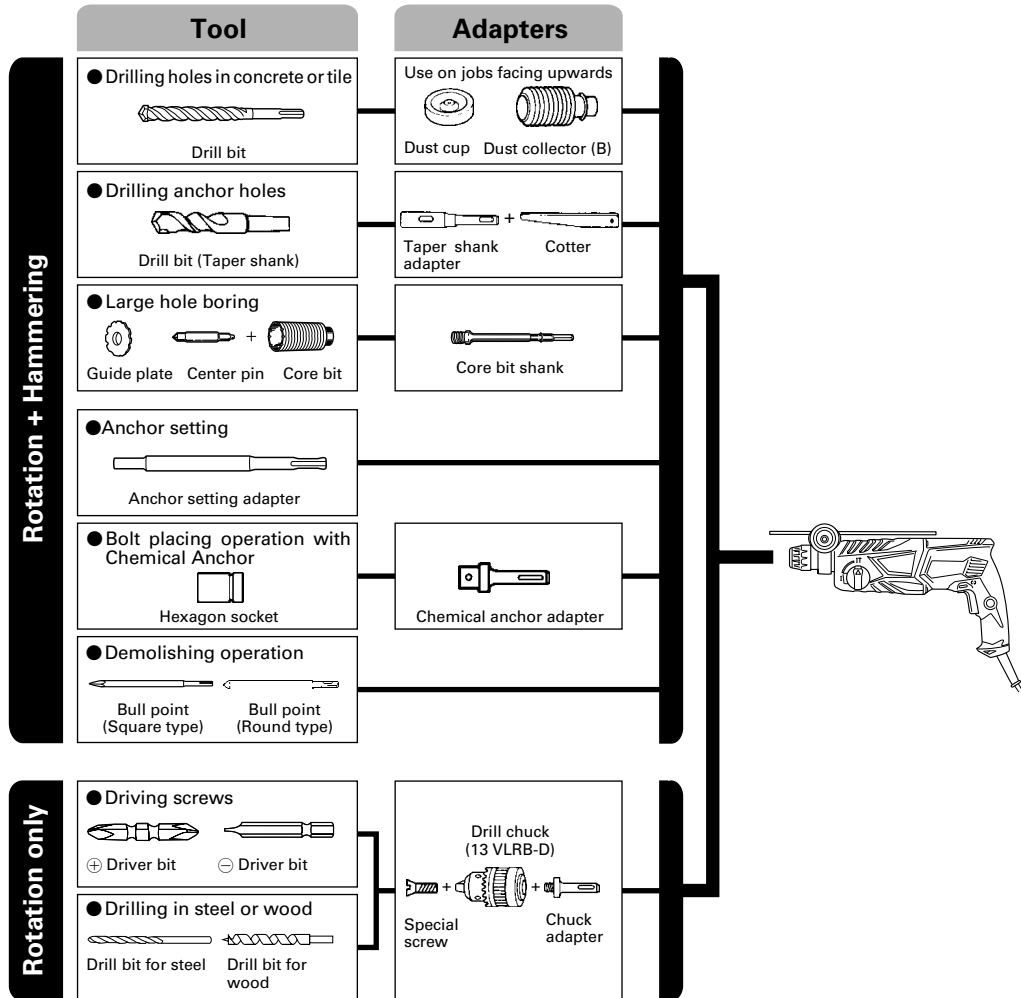 Tool
Adapters
Rotation + Hammering
● Drilling holes in concrete or tile
Drill bit
Use on jobs facing upwards
Dust cup
Dust collector (B)
● Drilling anchor holes
Drill bit (Taper shank)
+
Taper shank
adapter
Cotter
● Large hole boring
+
Guide plate
Center pin
Core bit
Core bit shank
●Anchor setting
Anchor setting adapter
● Bolt placing operation with
Chemical Anchor
Hexagon socket
Chemical anchor adapter
● Demolishing operation
Bull point
(Square type)
Bull point
(Round type)
Rotation only
● Driving screws
⊕ Driver bit
⊖ Driver bit
● Drilling in steel or wood
Drill bit for steel
Drill bit for
wood
Drill chuck
(13 VLRB-D)
+ +
Special
screw
Chuck
adapter